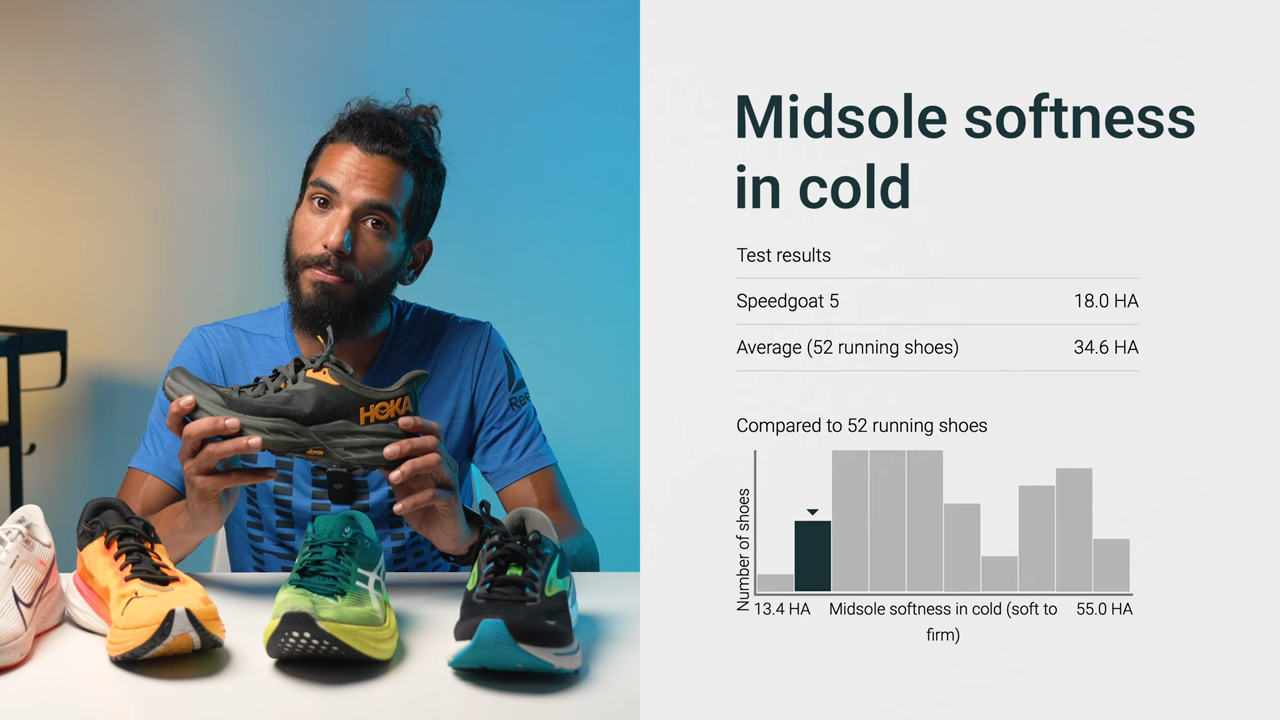 Midsole softness
in cold
Test results
Speedgoat 5 18.0 HA
Average (52 running shoes) 34.6 HA
Compared to 52 running shoes
Number of shoes
13.4 HA Midsole softness in cold (soft to 55.0 HA
firm)
HOKA
vibram
Ree